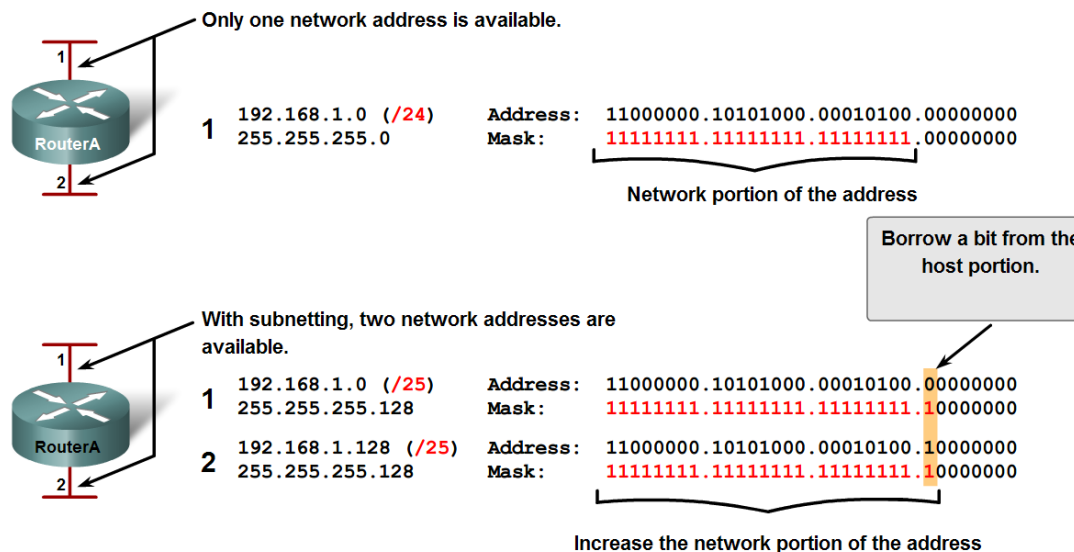 Only one network address is available.
1
RouterA
2
1
192.168.1.0 (/24) Address: 11000000.10101000.00010100.00000000
255.255.255.0 Mask: 11111111.11111111.11111111.00000000
Network portion of the address
Borrow a bit from the
host portion.
With subnetting, two network addresses are
available.
1
RouterA
2
1
192.168.1.0 (/25) Address: 11000000.10101000.00010100.00000000
255.255.255.128 Mask: 11111111.11111111.11111111.10000000
2
192.168.1.128 (/25) Address: 11000000.10101000.00010100.10000000
255.255.255.128 Mask: 11111111.11111111.11111111.10000000
Increase the network portion of the address